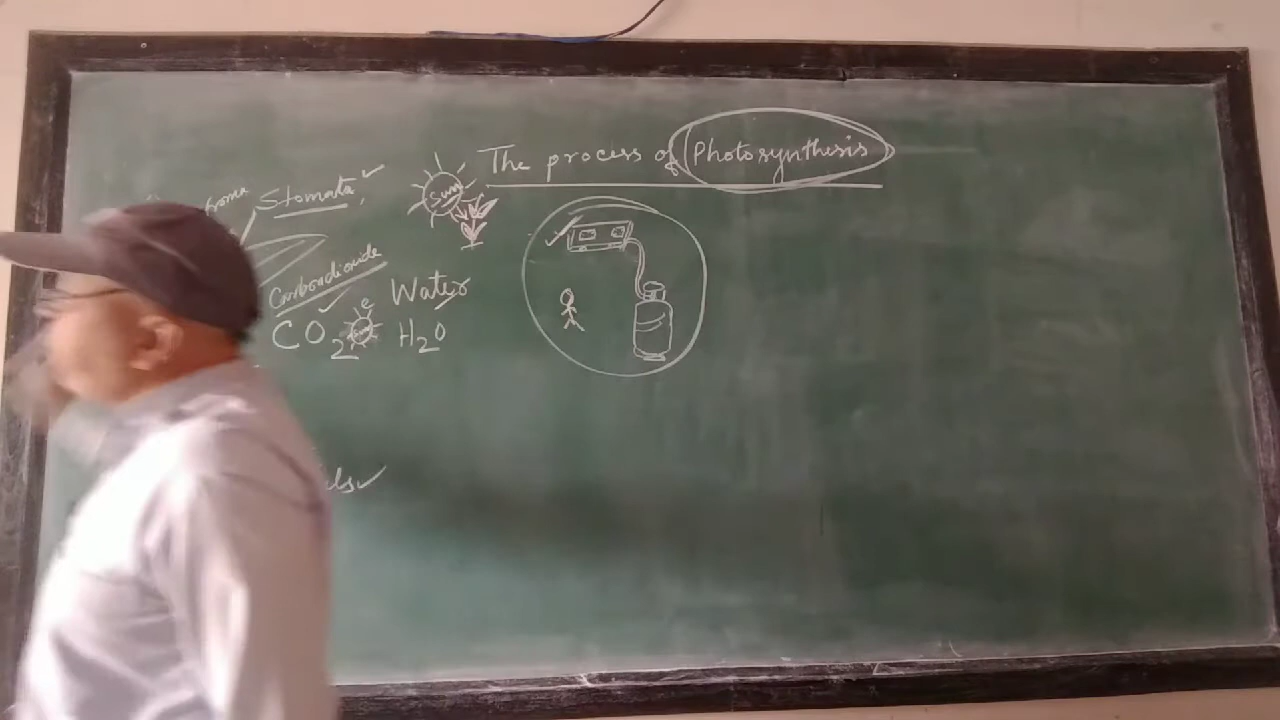 The process of Photosynthesis
Stomata
Sun
Carbondioxide
Water
CO2
H2O